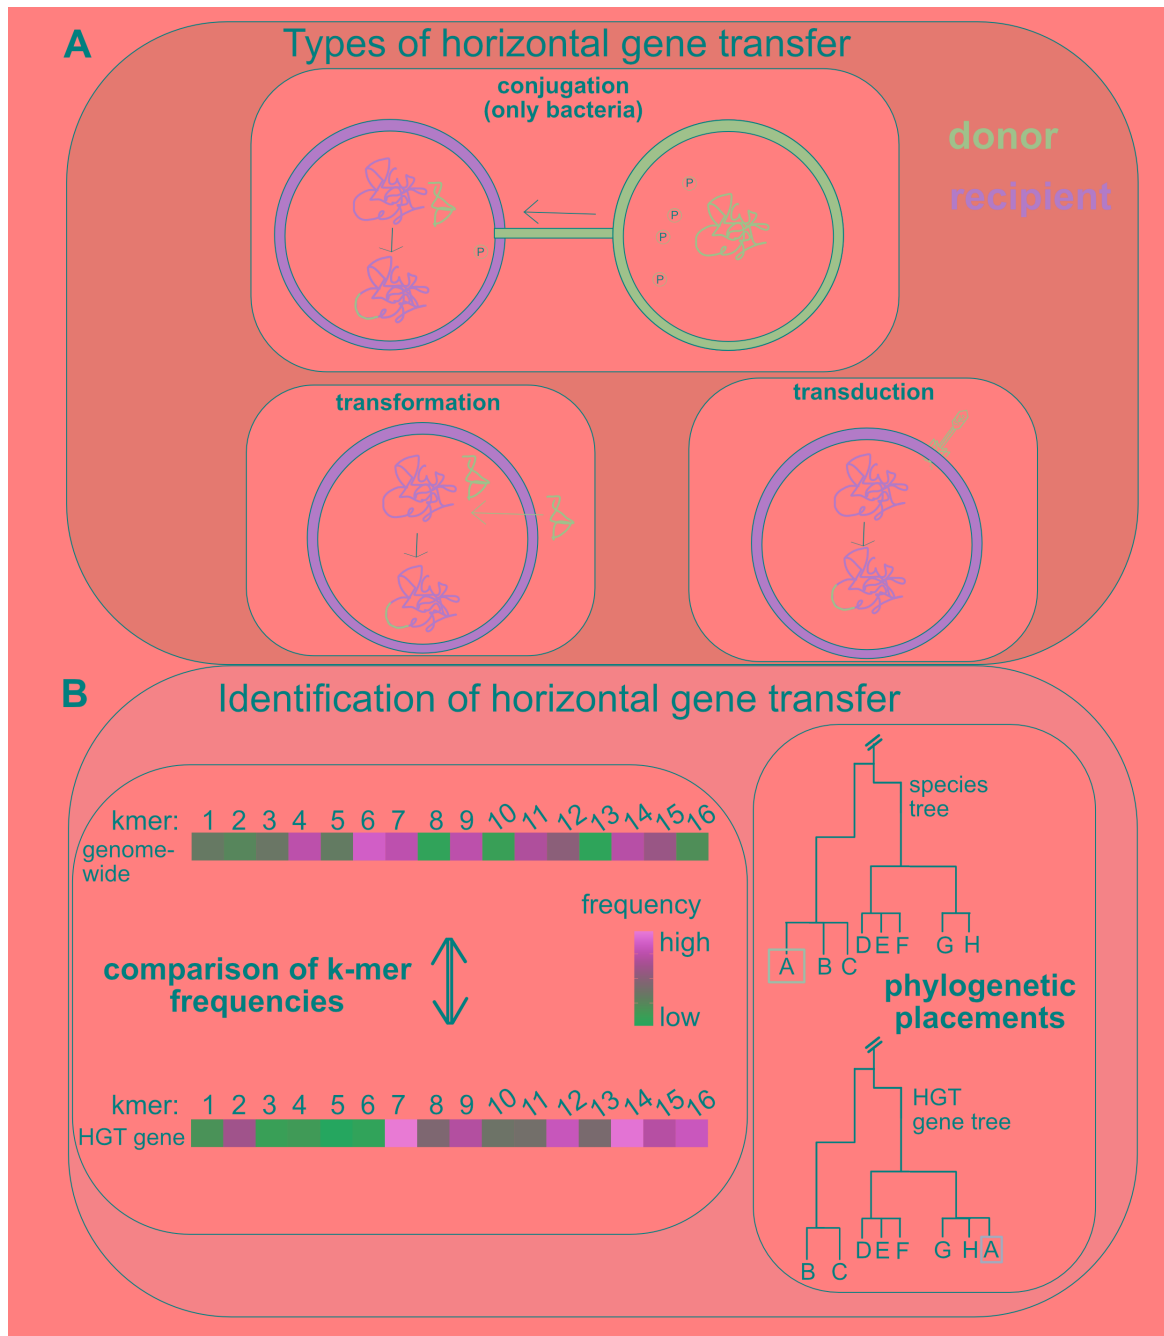 A
Types of horizontal gene transfer
conjugation
(only bacteria)
donor
recipient
P
P
P
P
P
transformation
transduction
B
Identification of horizontal gene transfer
kmer: 1 2 3 4 5 6 7 8 9 10 11 12 13 14 15 16
genome-
wide
frequency
high
low
comparison of k-mer
frequencies
kmer: 1 2 3 4 5 6 7 8 9 10 11 12 13 14 15 16
HGT gene
species
tree
D E F G H
A B C
phylogenetic
placements
HGT
gene tree
D E F G H A
B C